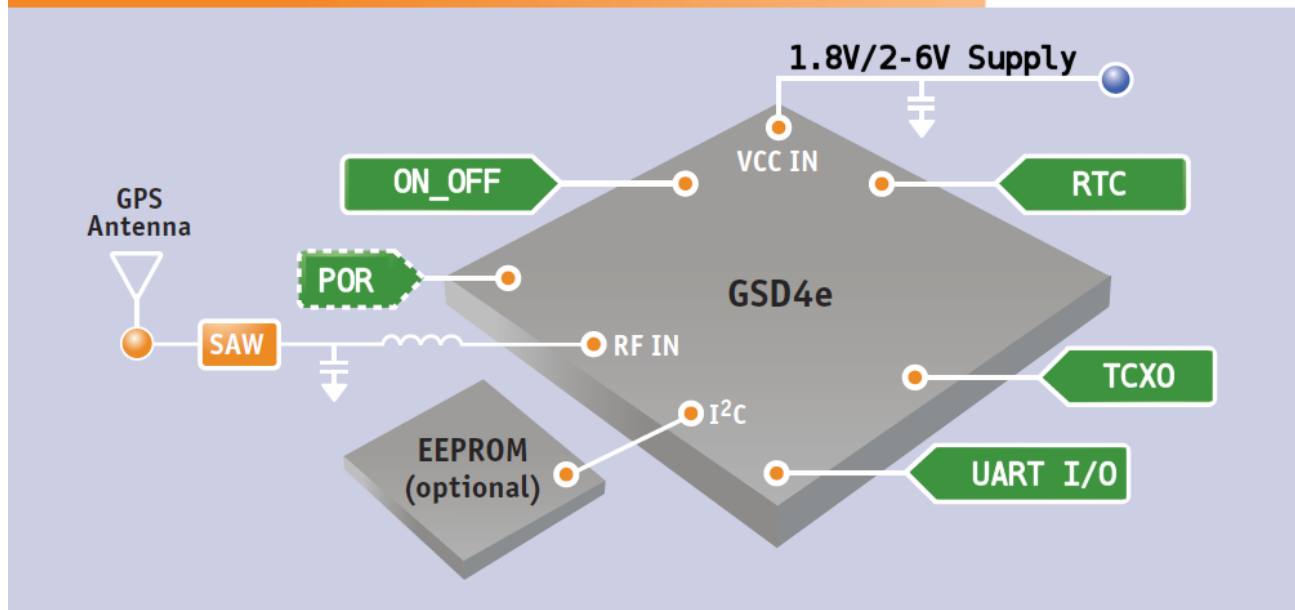 1.8V/2-6V Supply
VCC IN
ON_OFF
RTC
GPS
Antenna
POR
GSD4e
SAW
RF IN
TCXO
I²C
EEPROM
(optional)
UART I/O